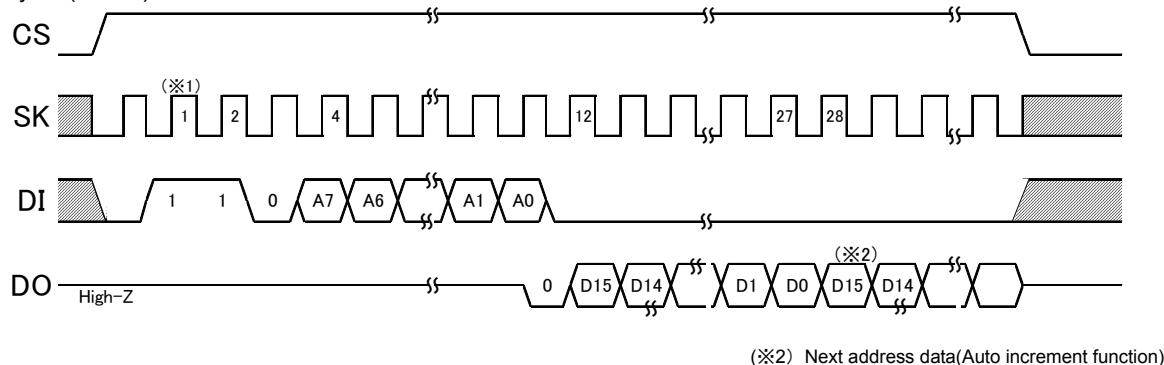 CS
(※1)
SK 1 2 4 12 27 28
DI 1 1 0 A7 A6 A1 A0
(※2)
DO High-Z 0 D15 D14 D1 D0 D15 D14
(※2) Next address data(Auto increment function)